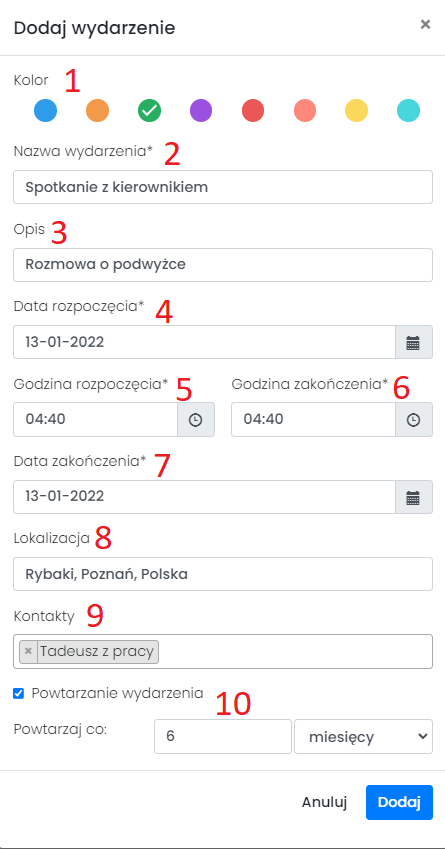 Dodaj wydarzenie ×
Kolor 1
Nazwa wydarzenia* 2
Spotkanie z kierownikiem
Opis 3
Rozmowa o podwyżce
Data rozpoczęcia* 4
13-01-2022
Godzina rozpoczęcia* 5 Godzina zakończenia* 6
04:40 04:40
Data zakończenia* 7
13-01-2022
Lokalizacja 8
Rybaki, Poznań, Polska
Kontakty 9
× Tadeusz z pracy
Powtarzanie wydarzenia 10
Powtarzaj co: 6 miesięcy
Anuluj Dodaj